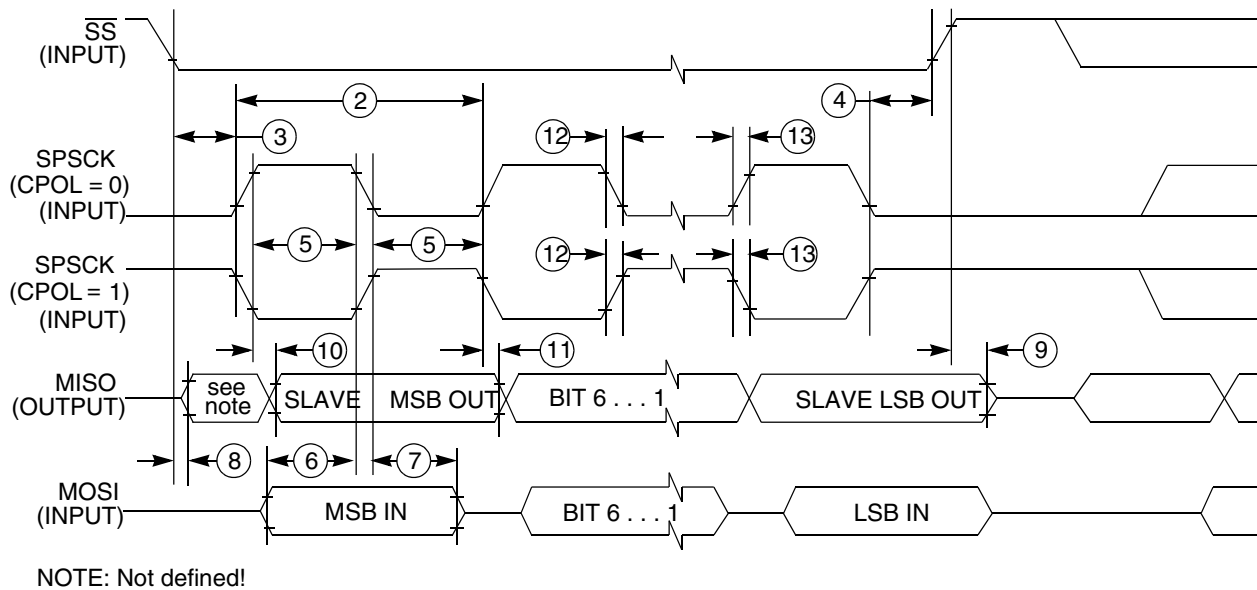 SS
(INPUT)
2
4
3
12
13
SPSCK
(CPOL = 0)
(INPUT)
5
5
12
13
SPSCK
(CPOL = 1)
(INPUT)
10
11
9
MISO
(OUTPUT)
see
note
SLAVE
MSB OUT
BIT 6 . . . 1
SLAVE LSB OUT
8
6
7
MOSI
(INPUT)
MSB IN
BIT 6 . . . 1
LSB IN
NOTE: Not defined!